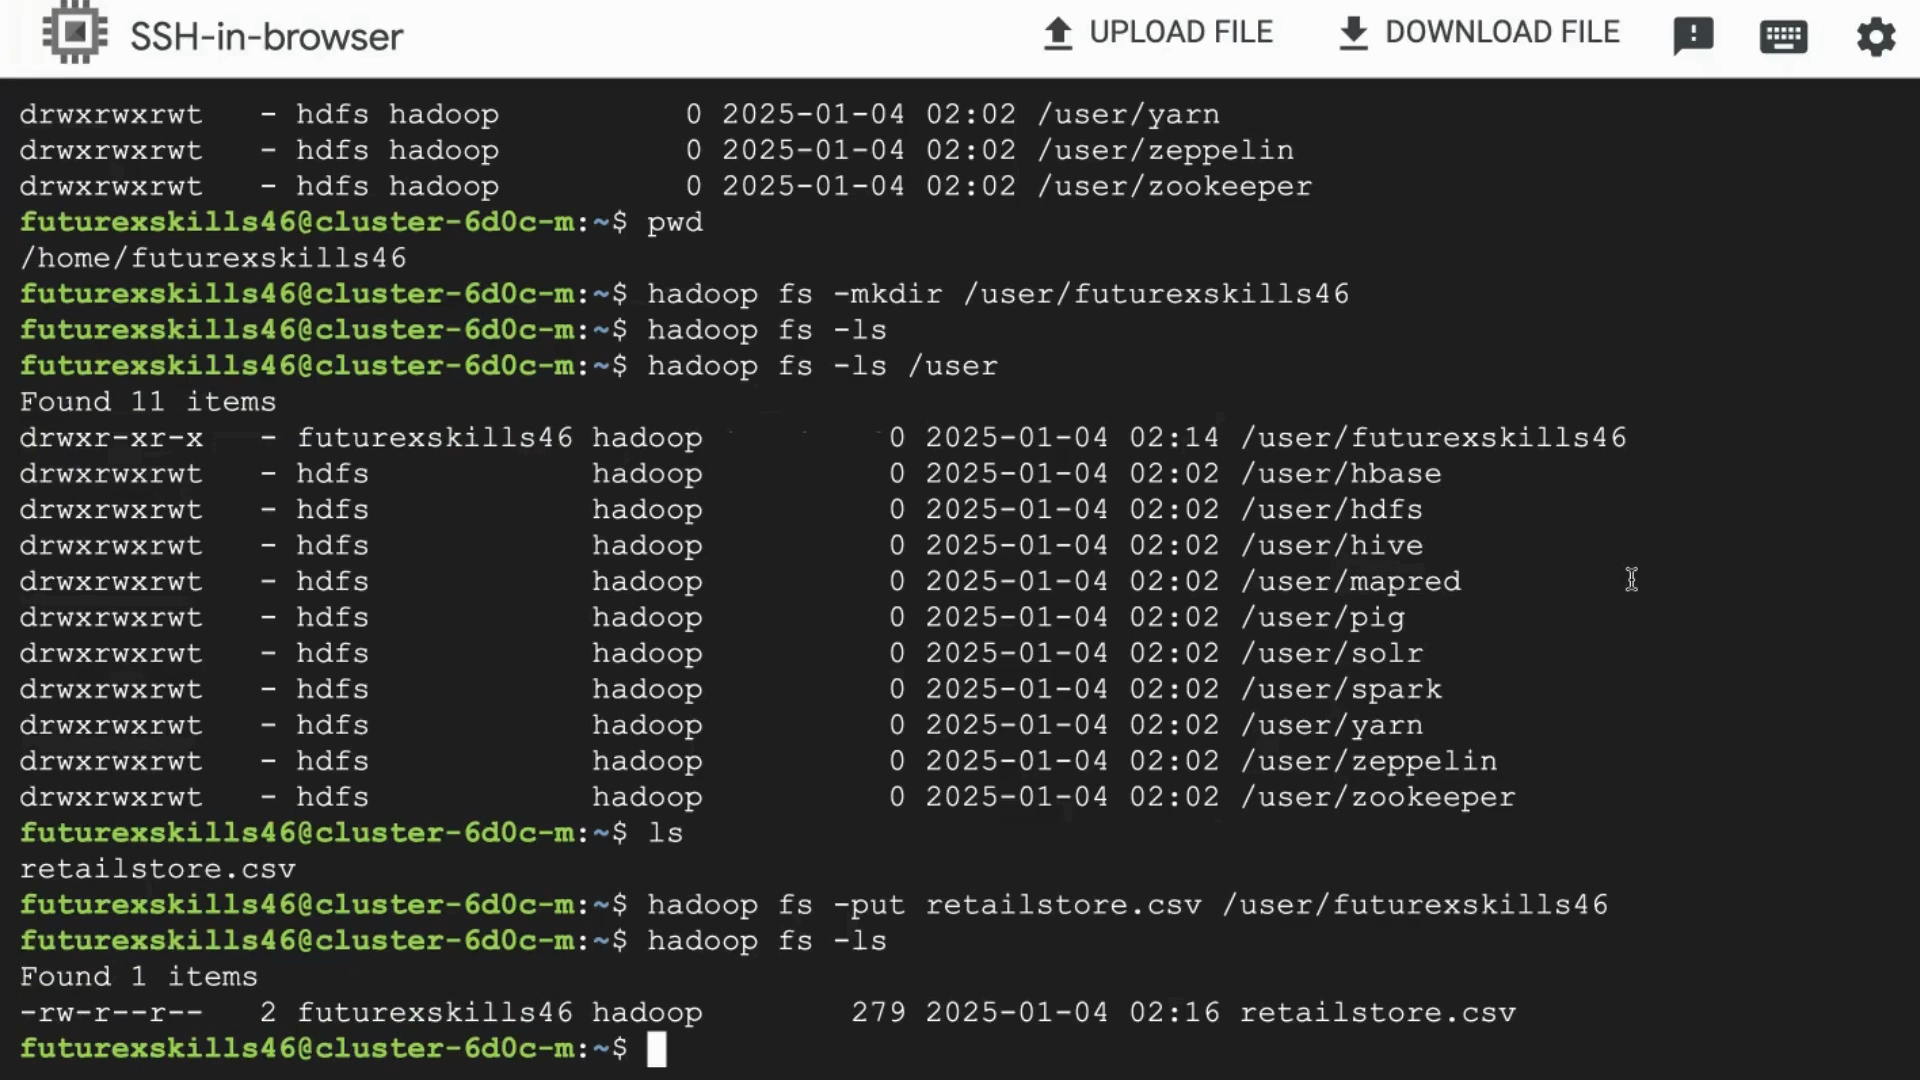 SSH-in-browser
UPLOAD FILE
DOWNLOAD FILE
drwxrwxrwt   - hdfs hadoop          0 2025-01-04 02:02 /user/yarn
drwxrwxrwt   - hdfs hadoop          0 2025-01-04 02:02 /user/zeppelin
drwxrwxrwt   - hdfs hadoop          0 2025-01-04 02:02 /user/zookeeper
futurexskills46@cluster-6d0c-m:~$ pwd
/home/futurexskills46
futurexskills46@cluster-6d0c-m:~$ hadoop fs -mkdir /user/futurexskills46
futurexskills46@cluster-6d0c-m:~$ hadoop fs -ls
futurexskills46@cluster-6d0c-m:~$ hadoop fs -ls /user
Found 11 items
drwxr-xr-x   - futurexskills46 hadoop          0 2025-01-04 02:14 /user/futurexskills46
drwxrwxrwt   - hdfs            hadoop          0 2025-01-04 02:02 /user/hbase
drwxrwxrwt   - hdfs            hadoop          0 2025-01-04 02:02 /user/hdfs
drwxrwxrwt   - hdfs            hadoop          0 2025-01-04 02:02 /user/hive
drwxrwxrwt   - hdfs            hadoop          0 2025-01-04 02:02 /user/mapred
drwxrwxrwt   - hdfs            hadoop          0 2025-01-04 02:02 /user/pig
drwxrwxrwt   - hdfs            hadoop          0 2025-01-04 02:02 /user/solr
drwxrwxrwt   - hdfs            hadoop          0 2025-01-04 02:02 /user/spark
drwxrwxrwt   - hdfs            hadoop          0 2025-01-04 02:02 /user/yarn
drwxrwxrwt   - hdfs            hadoop          0 2025-01-04 02:02 /user/zeppelin
drwxrwxrwt   - hdfs            hadoop          0 2025-01-04 02:02 /user/zookeeper
futurexskills46@cluster-6d0c-m:~$ ls
retailstore.csv
futurexskills46@cluster-6d0c-m:~$ hadoop fs -put retailstore.csv /user/futurexskills46
futurexskills46@cluster-6d0c-m:~$ hadoop fs -ls
Found 1 items
-rw-r--r--   2 futurexskills46 hadoop        279 2025-01-04 02:16 retailstore.csv
futurexskills46@cluster-6d0c-m:~$